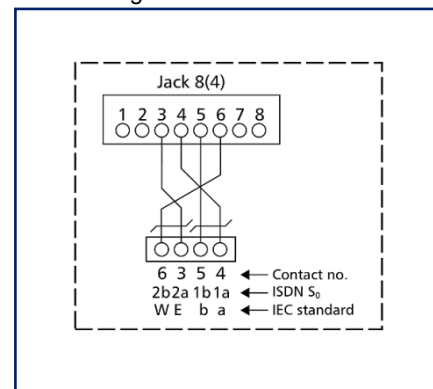 Jack 8(4)
1 2 3 4 5 6 7 8
6 3 5 4 Contact no.
2b 2a 1b 1a ISDN S₀
W E b a IEC standard